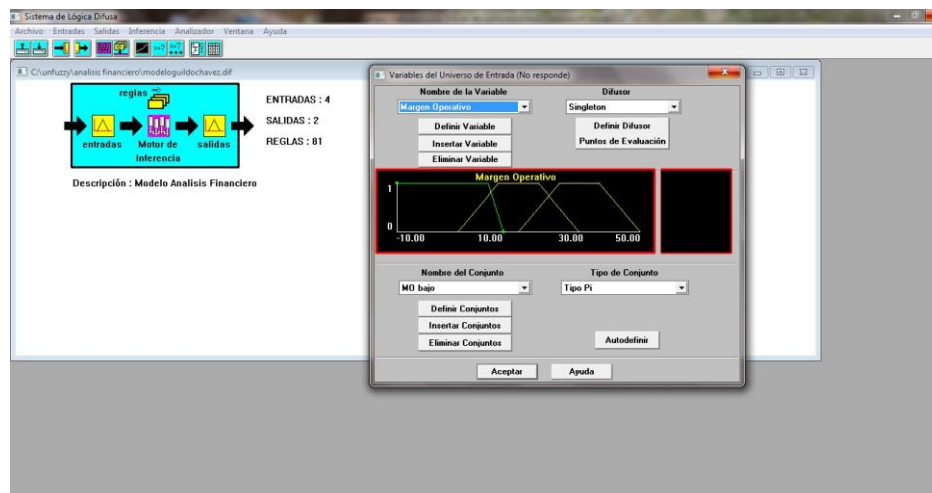 Sistema de Lógica Difusa
Archivo Entradas Salidas Inferencia Analizador Ventana Ayuda
C:\unfuzzy\analisis financiero\modeloguildochavez.dif
reglas
entradas
Motor de
Inferencia
salidas
ENTRADAS : 4
SALIDAS : 2
REGLAS : 81
Descripción : Modelo Analisis Financiero
Variables del Universo de Entrada (No responde)
Nombre de la Variable
Difusor
Margen Operativo
Singleton
Definir Variable
Definir Difusor
Insertar Variable
Puntos de Evaluación
Eliminar Variable
Margen Operativo
1
0
-10.00 10.00 30.00 50.00
Nombre del Conjunto
Tipo de Conjunto
MO bajo
Tipo Pi
Definir Conjuntos
Insertar Conjuntos
Eliminar Conjuntos
Autodefinir
Aceptar
Ayuda